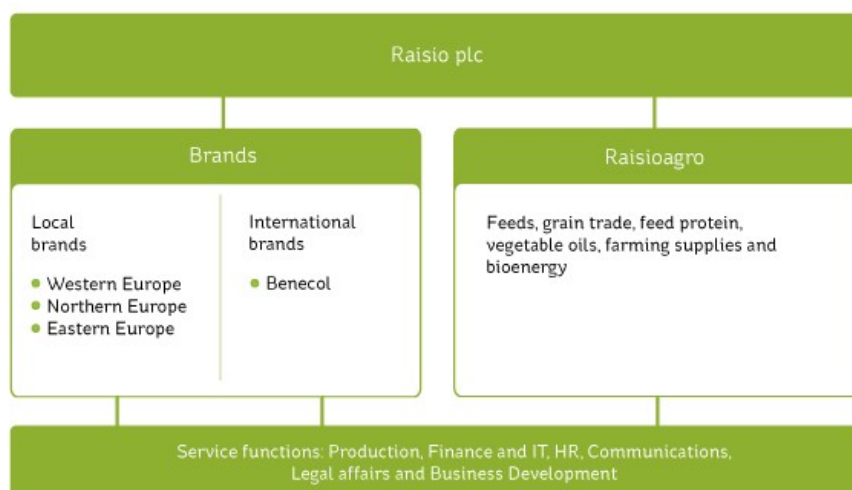 Raisio plc
Brands
Local
brands
Western Europe
Northern Europe
Eastern Europe
International
brands
Benecol
Raisioagro
Feeds, grain trade, feed protein,
vegetable oils, farming supplies and
bioenergy
Service functions: Production, Finance and IT, HR, Communications,
Legal affairs and Business Development